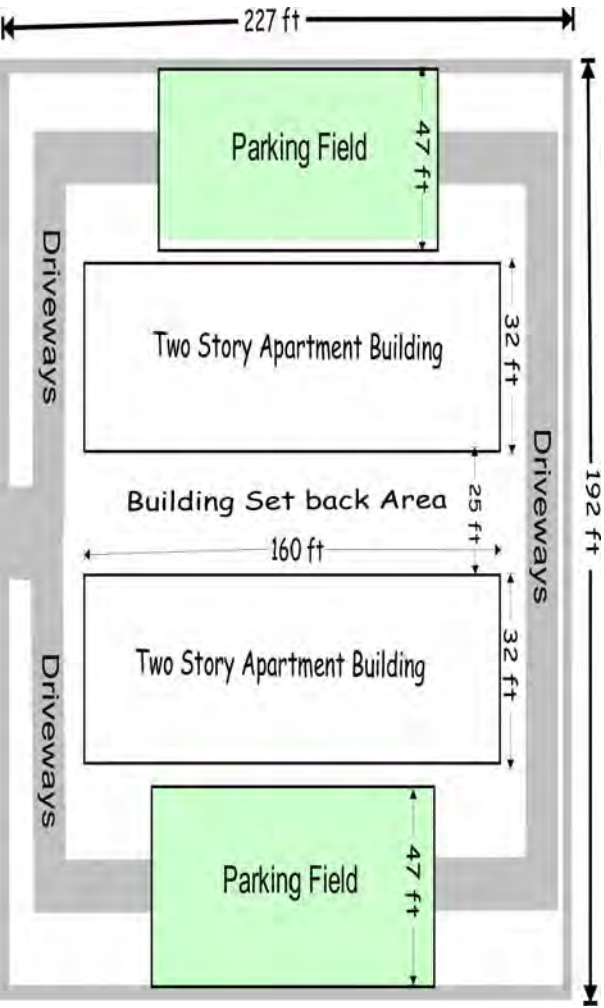 227 ft
Parking Field
47 ft
Driveways
Two Story Apartment Building
32 ft
Driveways
192 ft
Building Set back Area
25 ft
160 ft
Two Story Apartment Building
32 ft
Driveways
Parking Field
47 ft